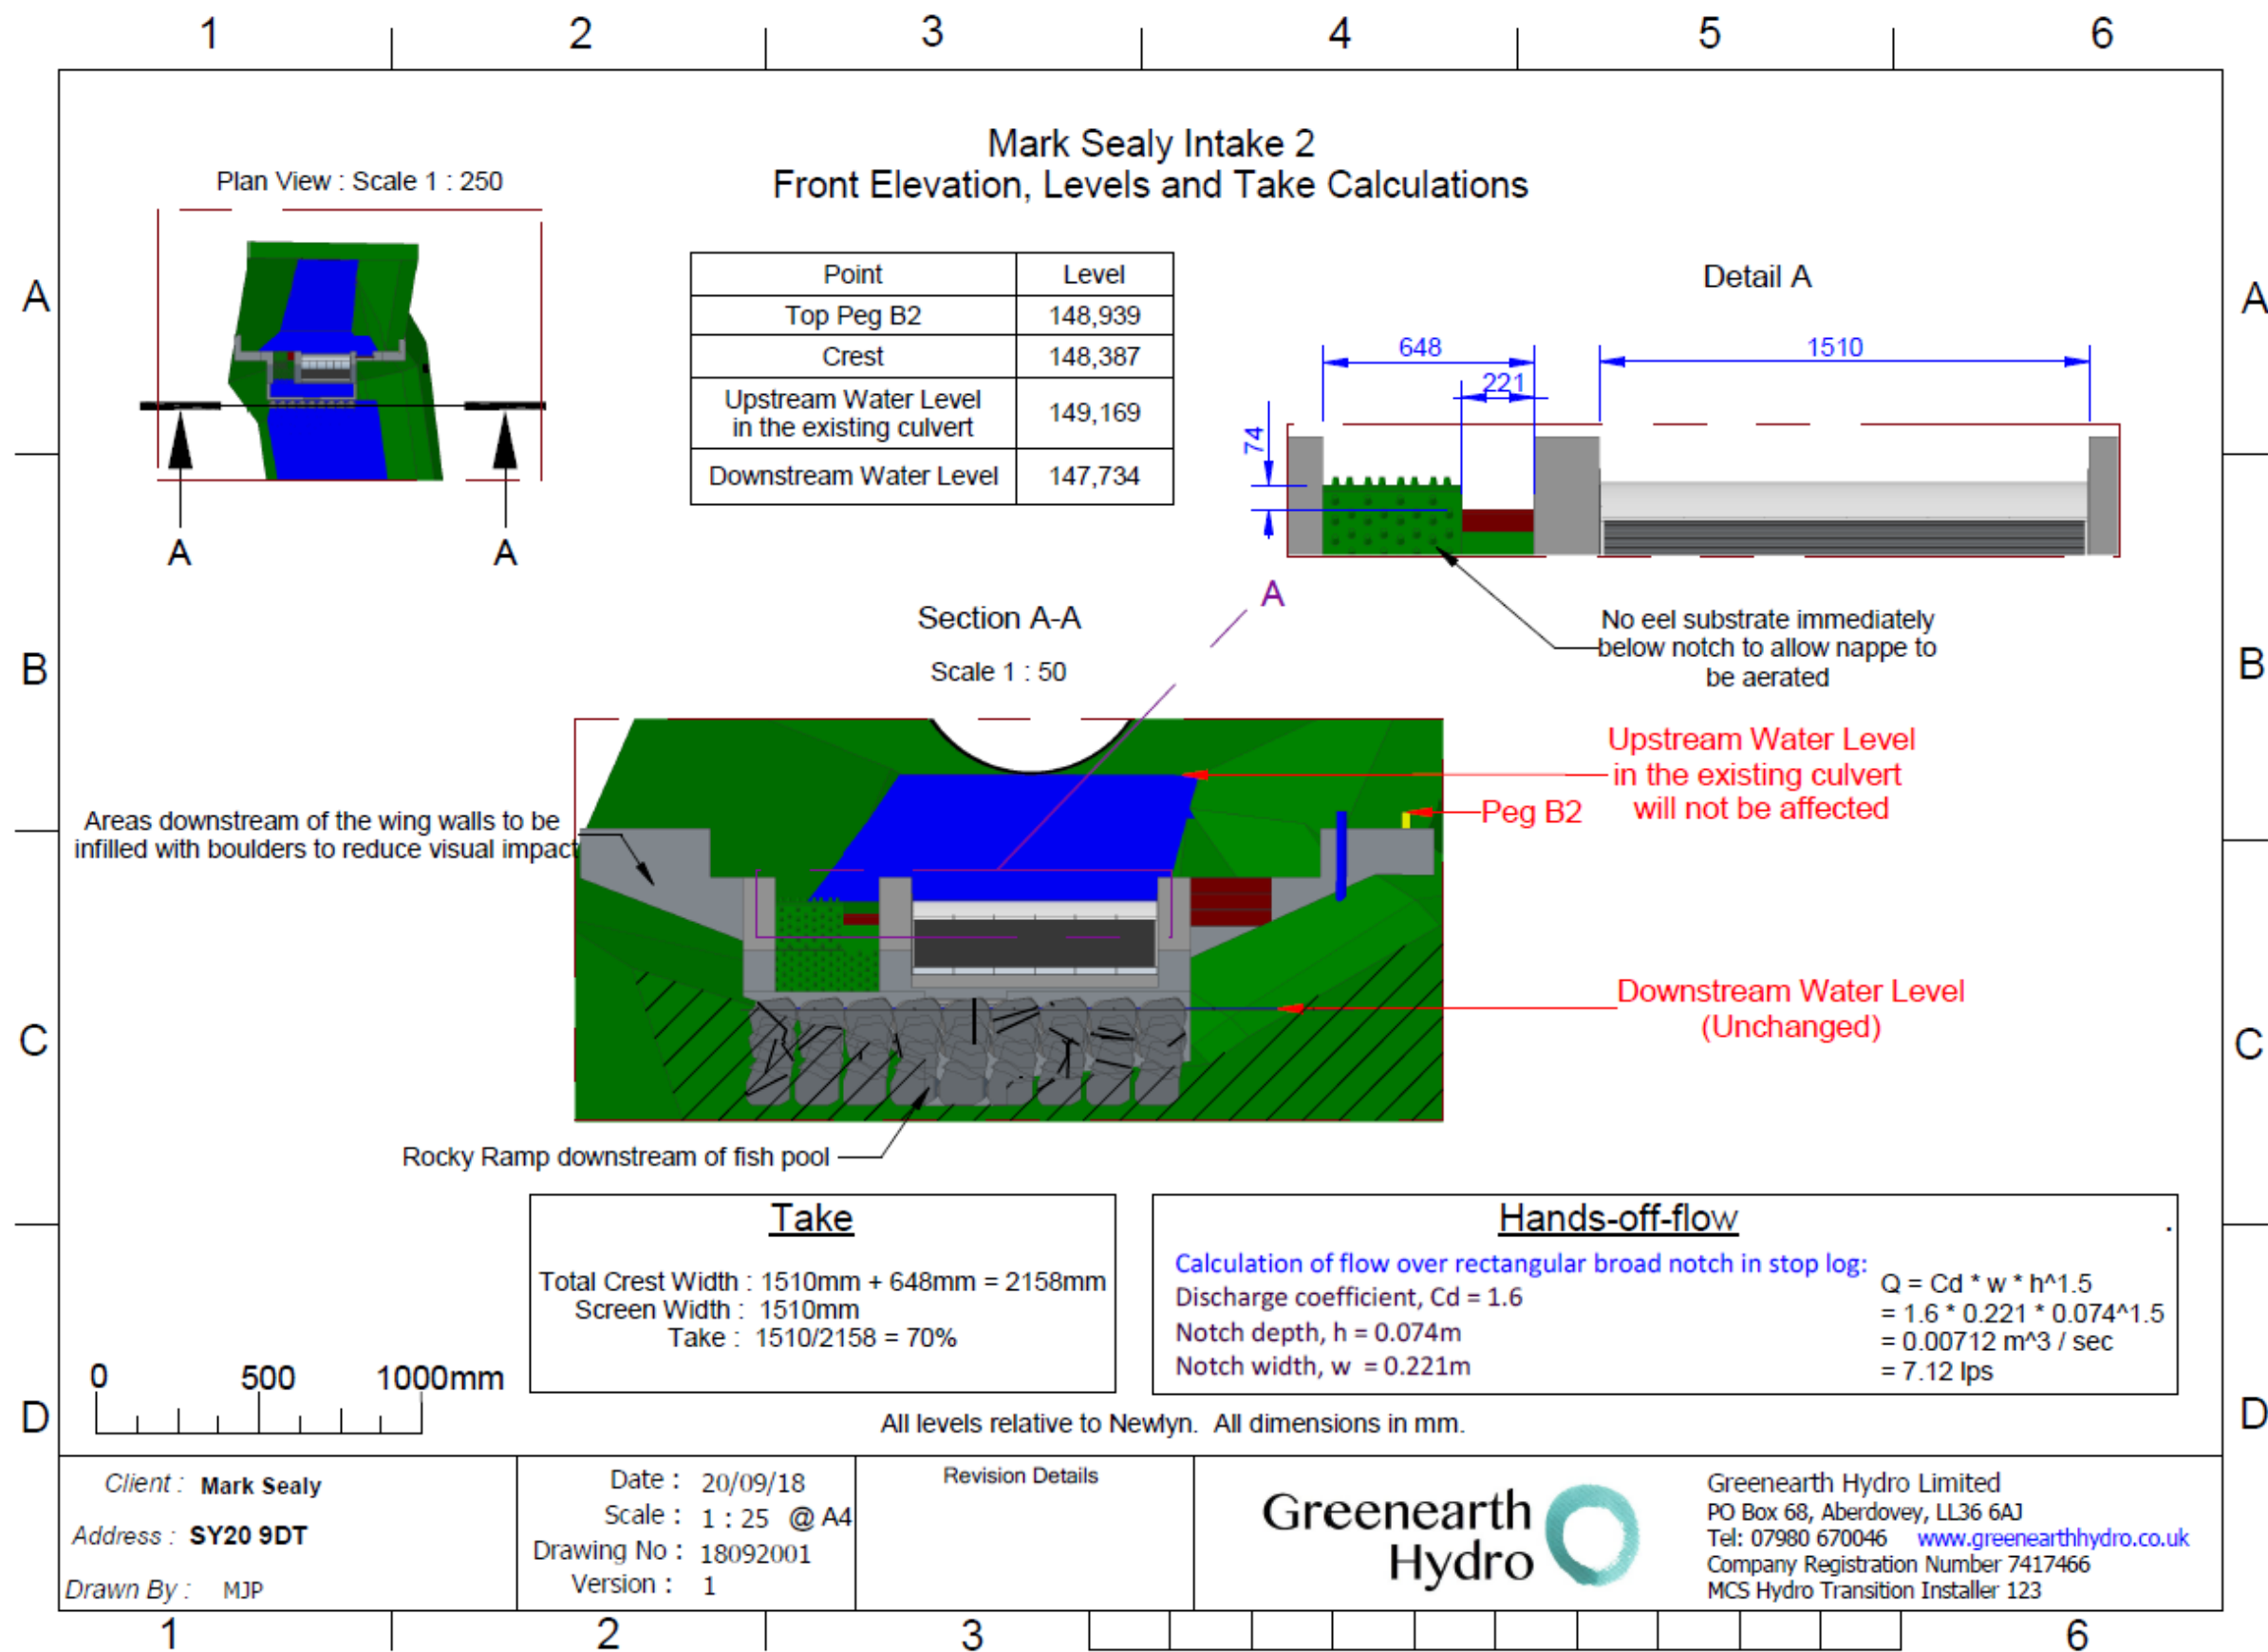 1 2 3 4 5 6
Mark Sealy Intake 2
Front Elevation, Levels and Take Calculations
Plan View : Scale 1 : 250
A A
Point Level
Top Peg B2 148,939
Crest 148,387
Upstream Water Level
in the existing culvert 149,169
Downstream Water Level 147,734
Detail A
648
1510
221
74
A A
A
Section A-A
Scale 1 : 50
No eel substrate immediately
below notch to allow nappe to
be aerated
B B
Upstream Water Level
in the existing culvert
will not be affected
Peg B2
Areas downstream of the wing walls to be
infilled with boulders to reduce visual impact
Downstream Water Level
(Unchanged)
C C
Rocky Ramp downstream of fish pool
Take
Total Crest Width : 1510mm + 648mm = 2158mm
Screen Width : 1510mm
Take : 1510/2158 = 70%
Hands-off-flow .
Calculation of flow over rectangular broad notch in stop log:
Discharge coefficient, Cd = 1.6
Notch depth, h = 0.074m
Notch width, w = 0.221m
Q = Cd * w * h^1.5
= 1.6 * 0.221 * 0.074^1.5
= 0.00712 m^3 / sec
= 7.12 lps
0 500 1000mm
D D
All levels relative to Newlyn. All dimensions in mm.
Client : Mark Sealy
Address : SY20 9DT
Drawn By : MJP
Date : 20/09/18
Scale : 1 : 25 @ A4
Drawing No : 18092001
Version : 1
Revision Details
Greenearth
Hydro
Greenearth Hydro Limited
PO Box 68, Aberdovey, LL36 6AJ
Tel: 07980 670046 www.greenearthhydro.co.uk
Company Registration Number 7417466
MCS Hydro Transition Installer 123
1 2 3 6